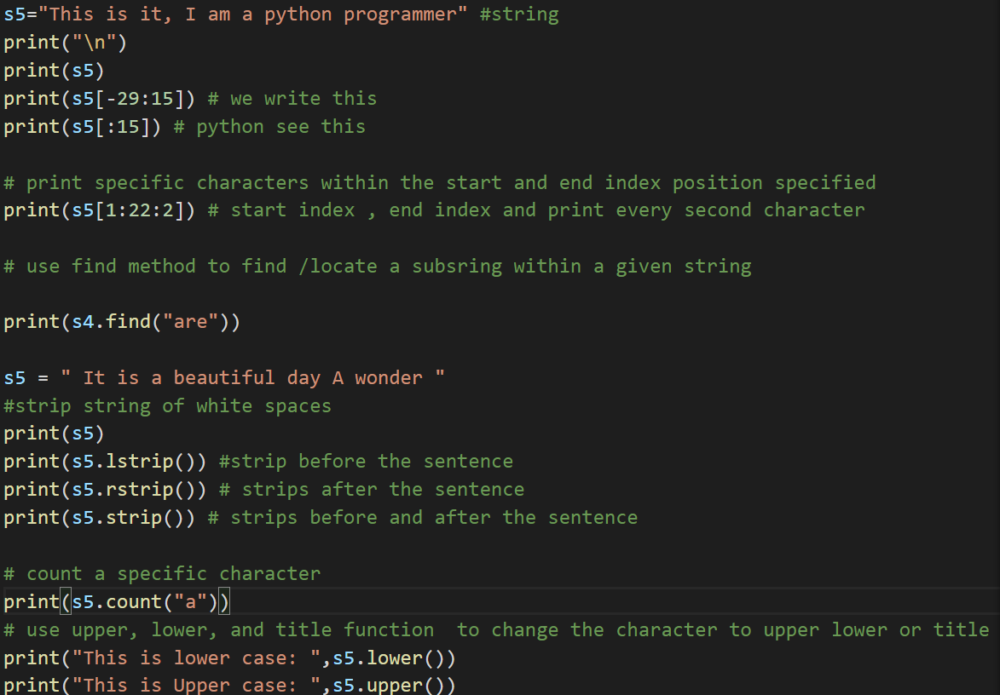 s5="This is it, I am a python programmer" #string
print("\n")
print(s5)
print(s5[-29:15]) # we write this
print(s5[:15]) # python see this
# print specific characters within the start and end index position specified
print(s5[1:22:2]) # start index , end index and print every second character
# use find method to find /locate a subsring within a given string
print(s4.find("are"))
s5 = " It is a beautiful day A wonder "
#strip string of white spaces
print(s5)
print(s5.lstrip()) #strip before the sentence
print(s5.rstrip()) # strips after the sentence
print(s5.strip()) # strips before and after the sentence
# count a specific character
print(s5.count("a"))
# use upper, lower, and title function  to change the character to upper lower or title
print("This is lower case: ",s5.lower())
print("This is Upper case: ",s5.upper())